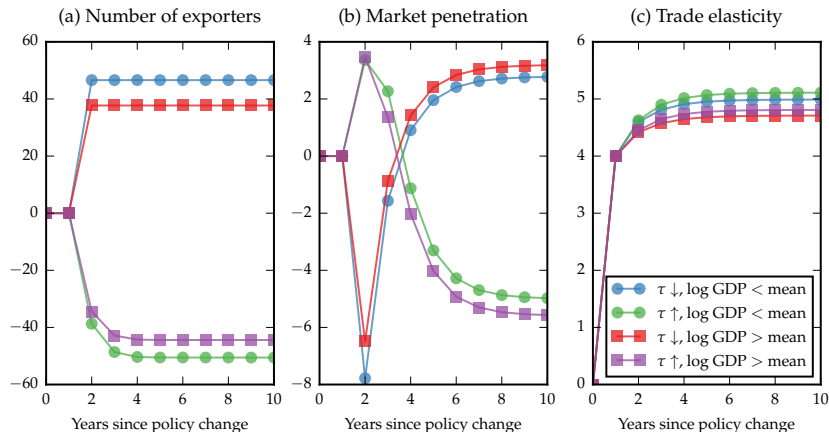 (a) Number of exporters
60
40
20
0
−20
−40
−60
0 2 4 6 8 10
Years since policy change
(b) Market penetration
4
2
0
−2
−4
−6
−8
0 2 4 6 8 10
Years since policy change
(c) Trade elasticity
6
5
4
3
2
1
0
0 2 4 6 8 10
Years since policy change
τ ↓, log GDP < mean
τ ↑, log GDP < mean
τ ↓, log GDP > mean
τ ↑, log GDP > mean